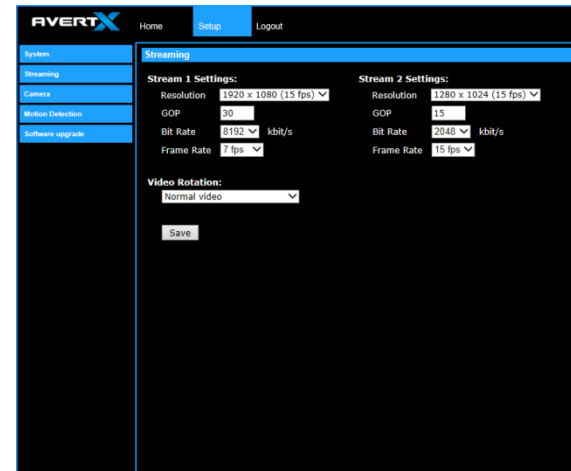 AVERTX Home Setup Logout
System
Streaming
Camera
Motion Detection
Software upgrade
Streaming
Stream 1 Settings:
Resolution 1920 x 1080 (15 fps)
GOP 30
Bit Rate 8192 kbit/s
Frame Rate 7 fps
Stream 2 Settings:
Resolution 1280 x 1024 (15 fps)
GOP 15
Bit Rate 2048 kbit/s
Frame Rate 15 fps
Video Rotation:
Normal video
Save